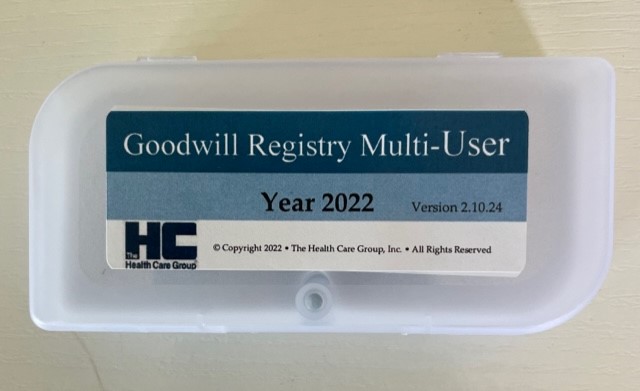 Goodwill Registry Multi-User
Year 2022 Version 2.10.24
HC
The
Health Care Group
© Copyright 2022 • The Health Care Group, Inc. • All Rights Reserved